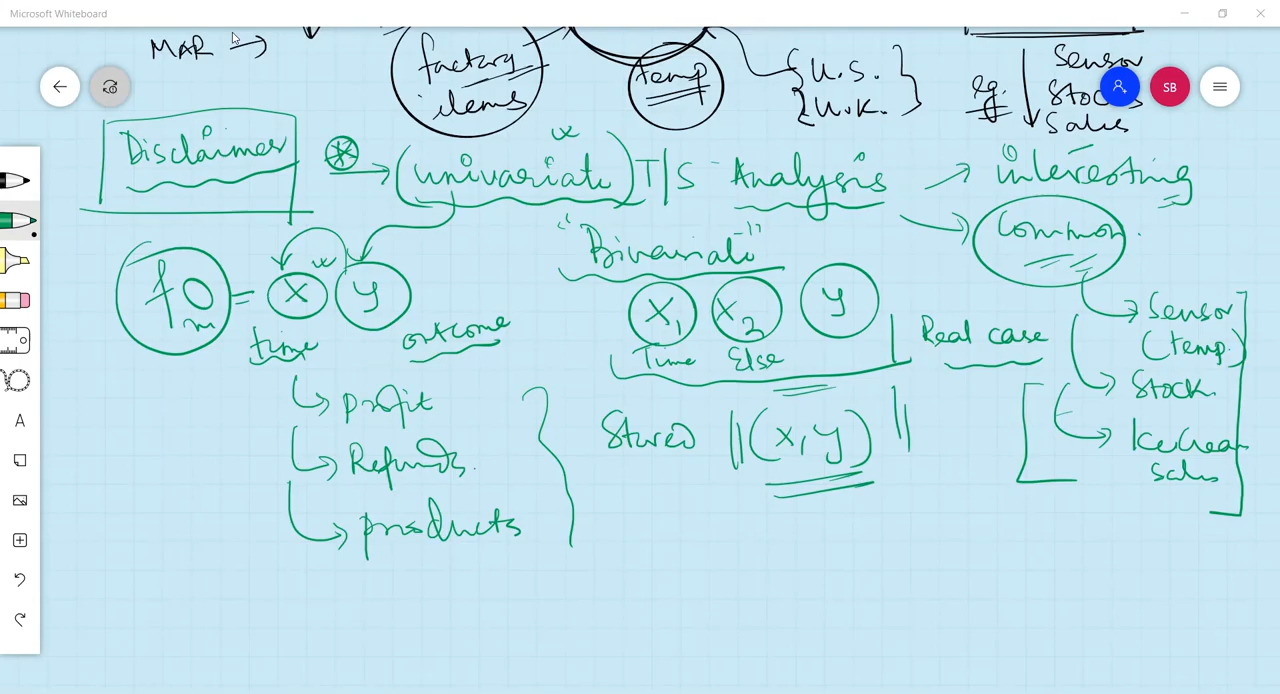 Microsoft Whiteboard
MAR →
factory
items
temp
{U.S.
{U.K.}
eg.
Sensor
Stocks
Sales
SB
Disclaimer
→ (Univariate) T/S Analysis → interesting
→ Common.
"Bivariate"
= X Y
time outcome
→ profit
→ Refunds.
→ products
X1 X2 Y
Time Else
Real case
Stored ||(X, Y)||
→ Sensor
(temp.)
→ Stock.
→ Icecream
Sales
A